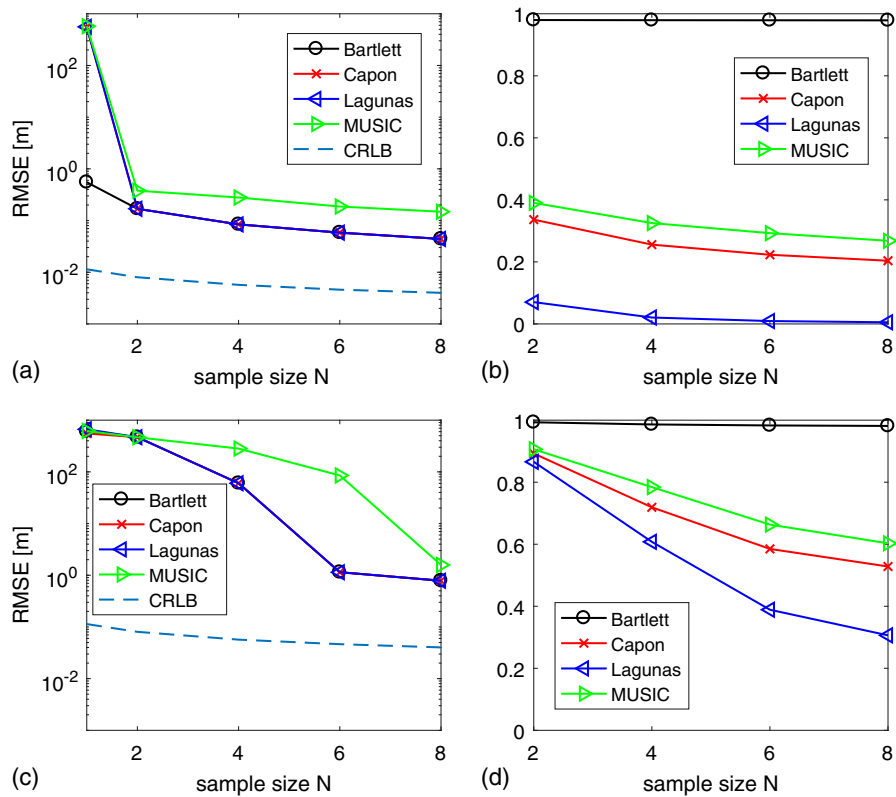 RMSE [m]
10^2
10^0
10^-2
2
4
6
8
sample size N
(a)
Bartlett
Capon
Lagunas
MUSIC
CRLB
1
0.8
0.6
0.4
0.2
0
2
4
6
8
sample size N
(b)
Bartlett
Capon
Lagunas
MUSIC
RMSE [m]
10^2
10^0
10^-2
2
4
6
8
sample size N
(c)
Bartlett
Capon
Lagunas
MUSIC
CRLB
1
0.8
0.6
0.4
0.2
0
2
4
6
8
sample size N
(d)
Bartlett
Capon
Lagunas
MUSIC